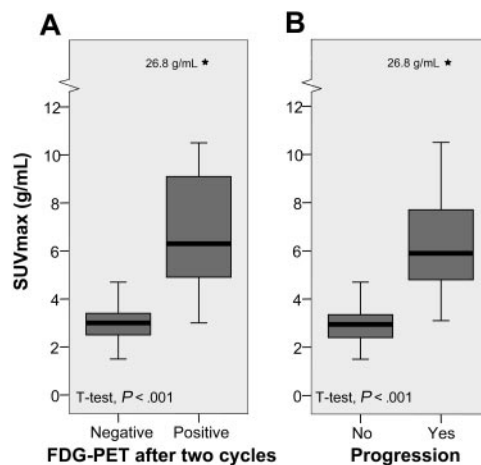 A
B
26.8 g/mL ★
26.8 g/mL ★
SUVmax (g/mL)
12
10
8
6
4
2
0
12
10
8
6
4
2
0
T-test, P < .001
T-test, P < .001
Negative Positive
No Yes
FDG-PET after two cycles
Progression